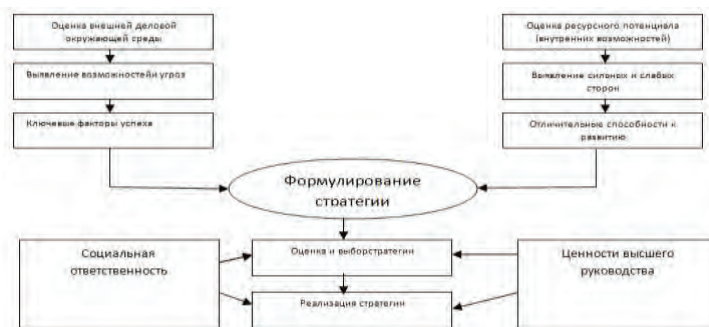 Оценка внешней деловой
окружающей среды
Выявление возможностейи угроз
Ключевые факторы успеха
Оценка ресурсного потенциала
(внутренних возможностей)
Выявление сильных и слабых
сторон
Отличительные способности к
развитию
Формулирование
стратегии
Социальная
ответственность
Оценка и выборстратегии
Реализация стратегии
Ценности высшего
руководства